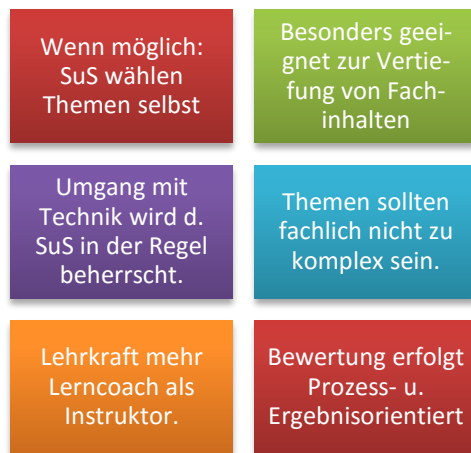 Wenn möglich:
SuS wählen
Themen selbst
Besonders geei-
gnet zur Vertie-
fung von Fach-
inhalten
Umgang mit
Technik wird d.
SuS in der Regel
beherrscht.
Themen sollten
fachlich nicht zu
komplex sein.
Lehrkraft mehr
Lerncoach als
Instruktor.
Bewertung erfolgt
Prozess- u.
Ergebnisorientiert